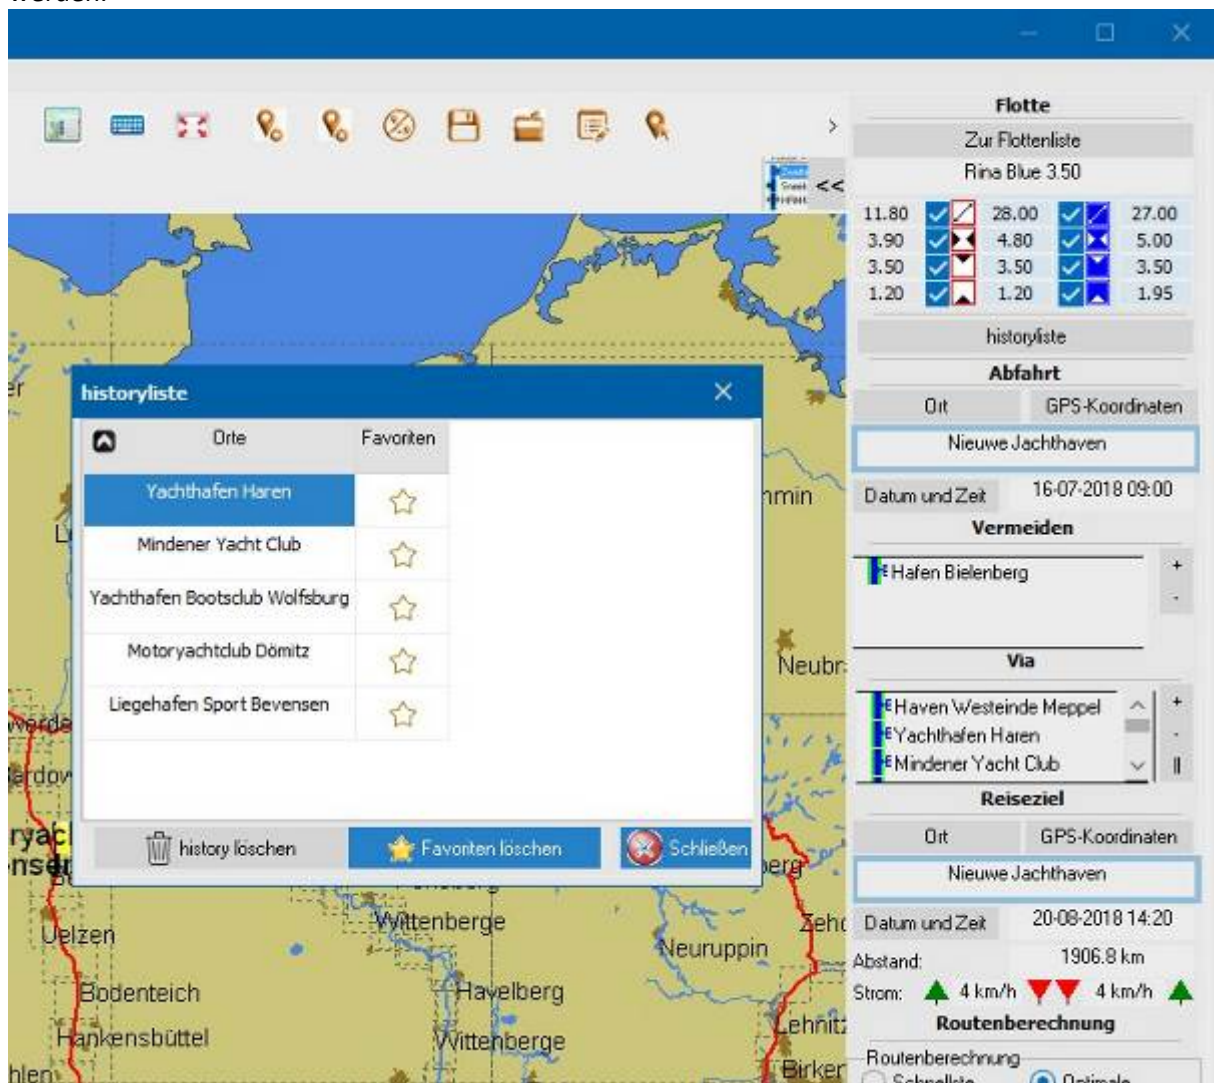 werden.
Flotte
Zur Flottenliste
Rina Blue 3.50
<<
11.80 28.00 27.00
3.90 4.80 5.00
3.50 3.50 3.50
1.20 1.20 1.95
historyliste
Abfahrt
Ort GPS-Koordinaten
Nieuwe Jachthaven
Datum und Zeit 16-07-2018 09:00
Vermeiden
Hafen Bielenberg
+
-
Via
Haven Westeinde Meppel
Yachthafen Haren
Mindener Yacht Club
+
-
||
Reiseziel
Ort GPS-Koordinaten
Nieuwe Jachthaven
Datum und Zeit 20-08-2018 14:20
Abstand: 1906.8 km
Strom: 4 km/h 4 km/h
Routenberechnung
Routenberechnung
Schnellste Optimale
historyliste
Orte Favoriten
Yachthafen Haren
Mindener Yacht Club
Yachthafen Bootsclub Wolfsburg
Motoryachtclub Dömitz
Liegehafen Sport Bevensen
history löschen Favoriten löschen Schließen
Wittenberge
Uelzen
Neuruppin
Bodenteich
Havelberg
Hankensbüttel
Wittenberge